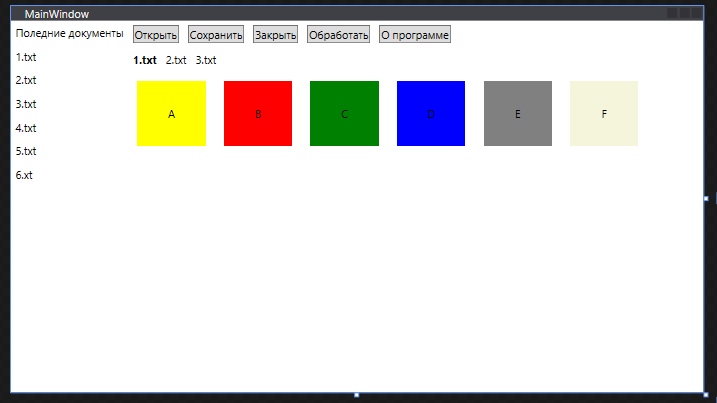 MainWindow
Поледние документы
Открыть Сохранить Закрыть Обработать О программе
1.txt 2.txt 3.txt
1.txt
2.txt
3.txt
4.txt
5.txt
6.xt
A B C D E F